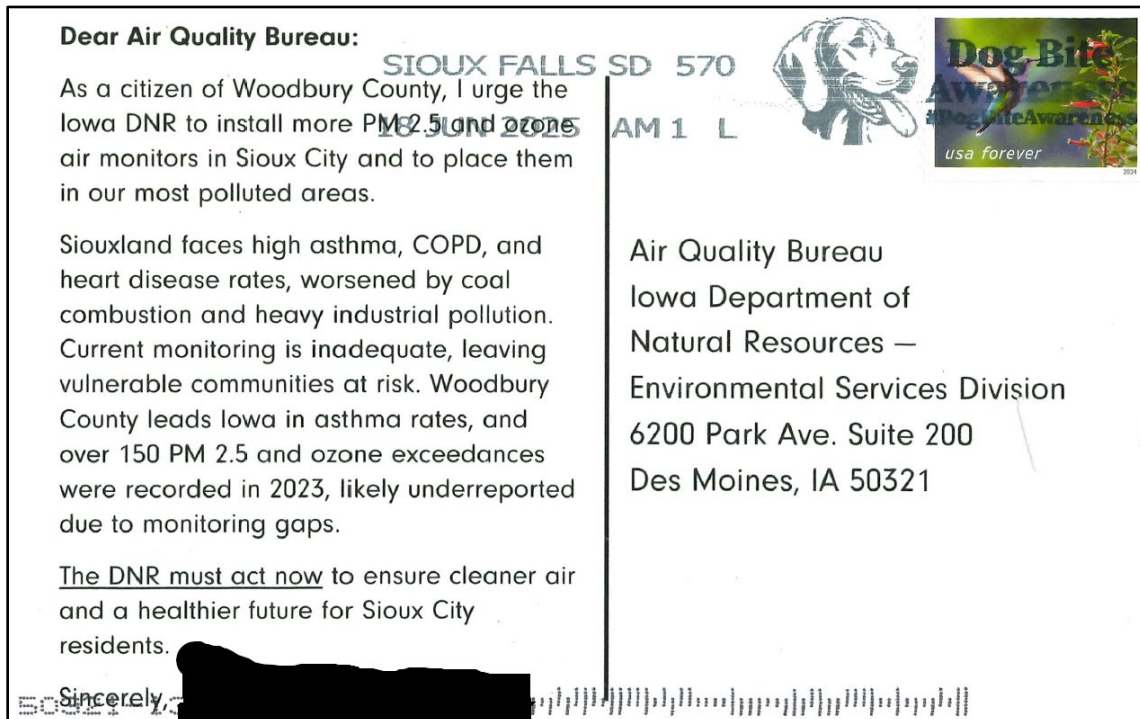 Dear Air Quality Bureau:
As a citizen of Woodbury County, I urge the
Iowa DNR to install more PM 2.5 and ozone
air monitors in Sioux City and to place them
in our most polluted areas.
Siouxland faces high asthma, COPD, and
heart disease rates, worsened by coal
combustion and heavy industrial pollution.
Current monitoring is inadequate, leaving
vulnerable communities at risk. Woodbury
County leads Iowa in asthma rates, and
over 150 PM 2.5 and ozone exceedances
were recorded in 2023, likely underreported
due to monitoring gaps.
The DNR must act now to ensure cleaner air
and a healthier future for Sioux City
residents.
Sincerely,
SIOUX FALLS SD 570
18 JUN 2025 AM 1 L
Dog Bite
Awareness
#DogBiteAwareness
usa forever
2024
Air Quality Bureau
Iowa Department of
Natural Resources –
Environmental Services Division
6200 Park Ave. Suite 200
Des Moines, IA 50321